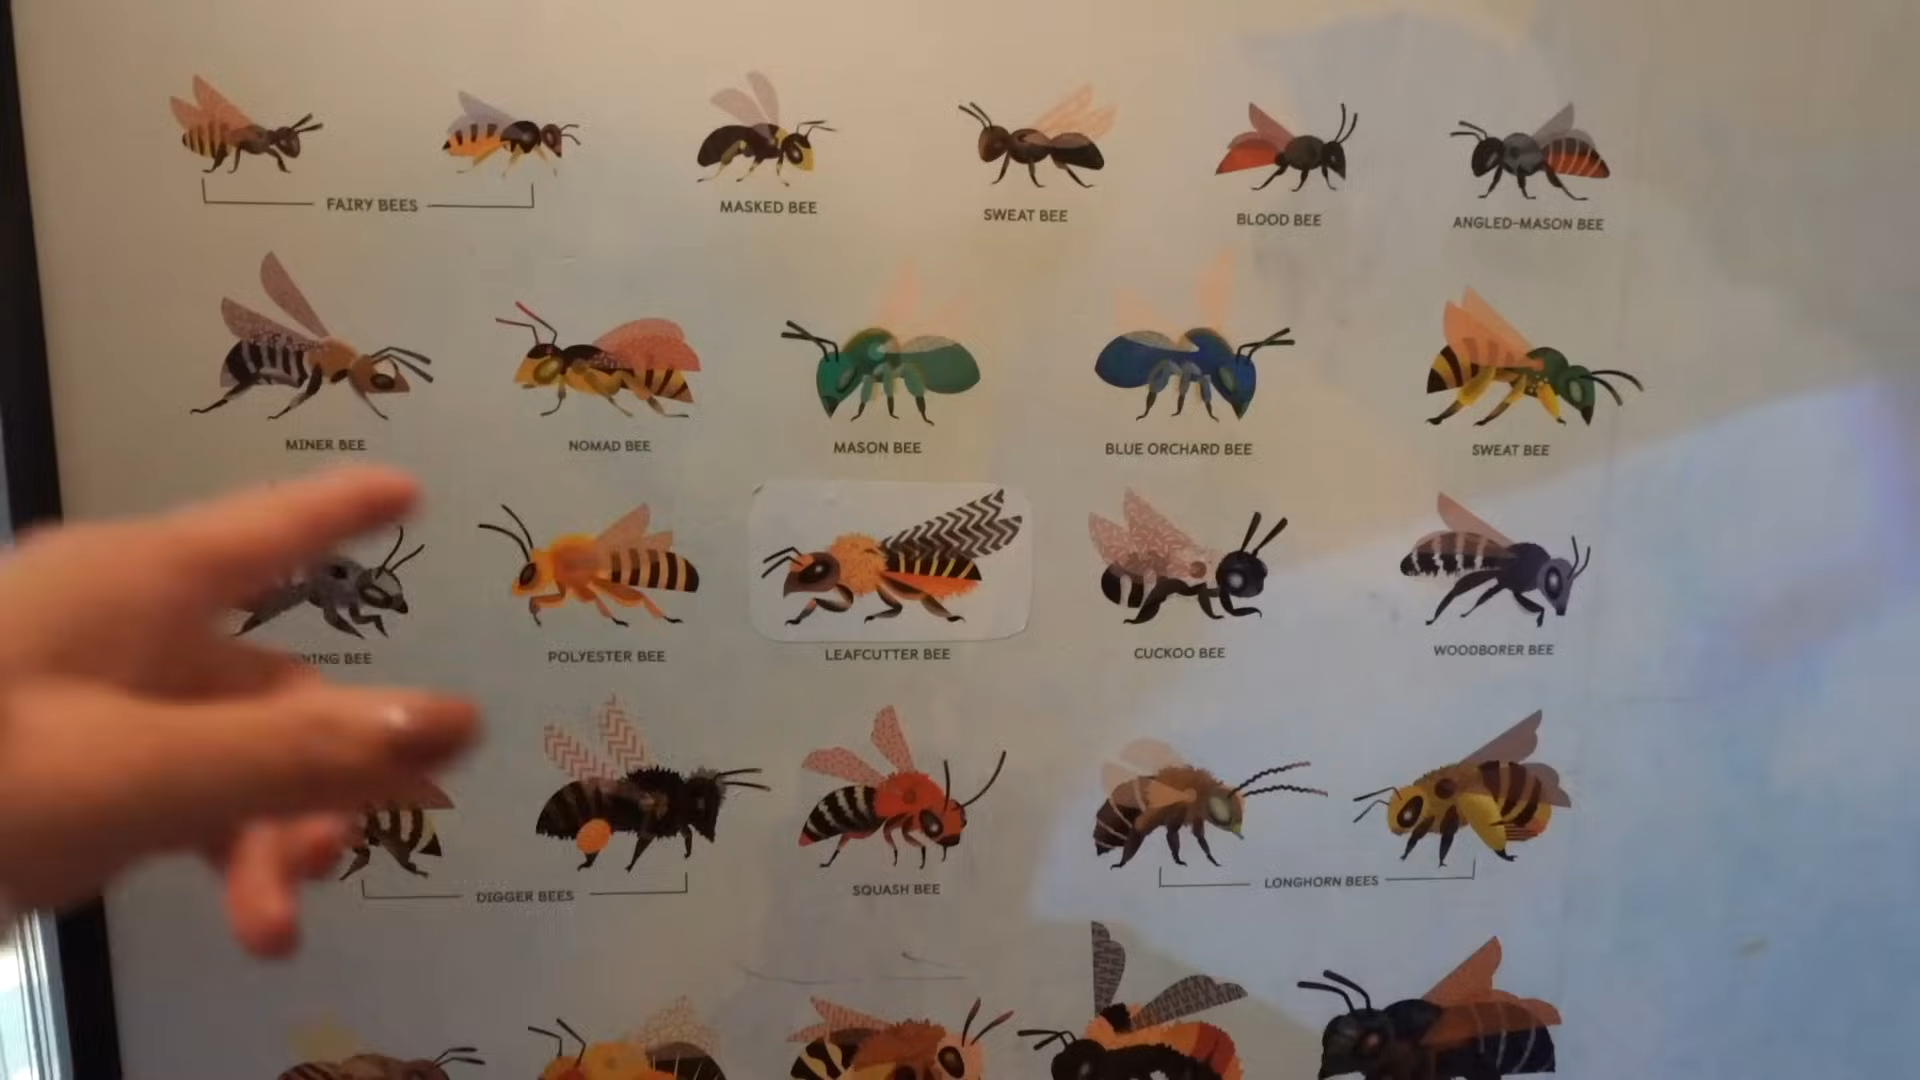 FAIRY BEES
MASKED BEE
SWEAT BEE
BLOOD BEE
ANGLED-MASON BEE
MINER BEE
NOMAD BEE
MASON BEE
BLUE ORCHARD BEE
SWEAT BEE
BEE
POLYESTER BEE
LEAFCUTTER BEE
CUCKOO BEE
WOODBORER BEE
DIGGER BEES
SQUASH BEE
LONGHORN BEES